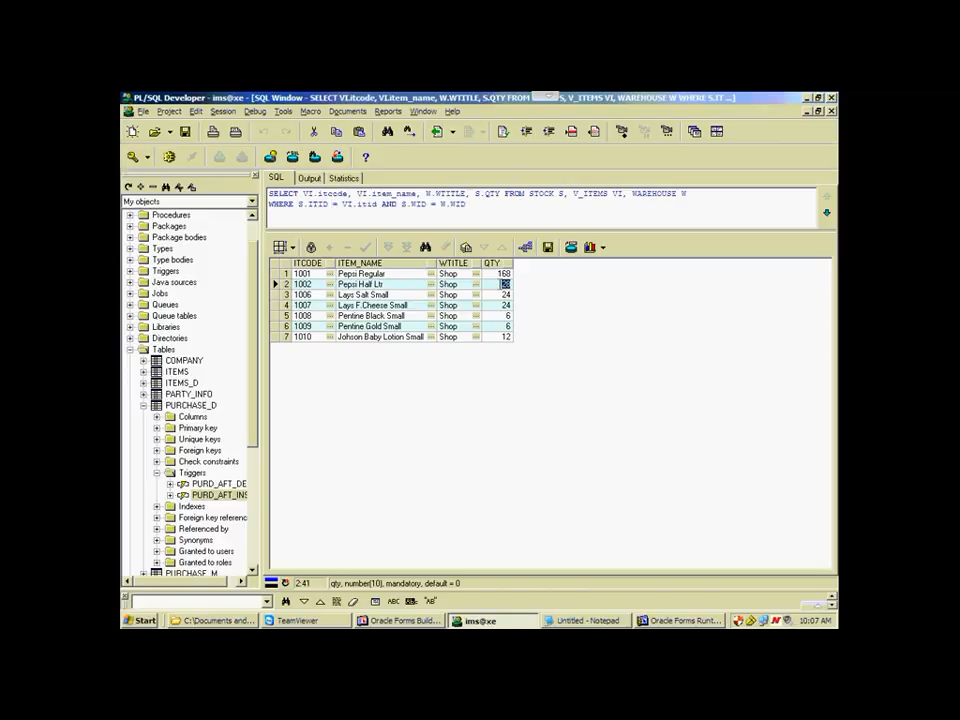 PL/SQL Developer - ims@xe - [SQL Window - SELECT VI.itcode, VI.item_name, W.WTITLE, S.QTY FROM STOCK S, V_ITEMS VI, WAREHOUSE W WHERE S.IT ...]
File Project Edit Session Debug Tools Macro Documents Reports Window Help
SQL Output Statistics
SELECT VI.itcode, VI.item_name, W.WTITLE, S.QTY FROM STOCK S, V_ITEMS VI, WAREHOUSE W
WHERE S.ITID = VI.itid AND S.WID = W.WID
My objects
Procedures
Packages
Package bodies
Types
Type bodies
Triggers
Java sources
Jobs
Queues
Queue tables
Libraries
Directories
Tables
COMPANY
ITEMS
ITEMS_D
PARTY_INFO
PURCHASE_D
Columns
Primary key
Unique keys
Foreign keys
Check constraints
Triggers
PURD_AFT_DE
PURD_AFT_INS
Indexes
Foreign key referenc
Referenced by
Synonyms
Granted to users
Granted to roles
PURCHASE_M
ITCODE ITEM_NAME WTITLE QTY
1 1001 Pepsi Regular Shop 168
2 1002 Pepsi Half Ltr Shop
3 1006 Lays Salt Small Shop 24
4 1007 Lays F.Cheese Small Shop 24
5 1008 Pentine Black Small Shop 6
6 1009 Pentine Gold Small Shop 6
7 1010 Johson Baby Lotion Small Shop 12
2:41 qty, number(10), mandatory, default = 0
ABC "AB"
Start C:\Documents and... TeamViewer Oracle Forms Build... ims@xe Untitled - Notepad Oracle Forms Runt... 10:07 AM